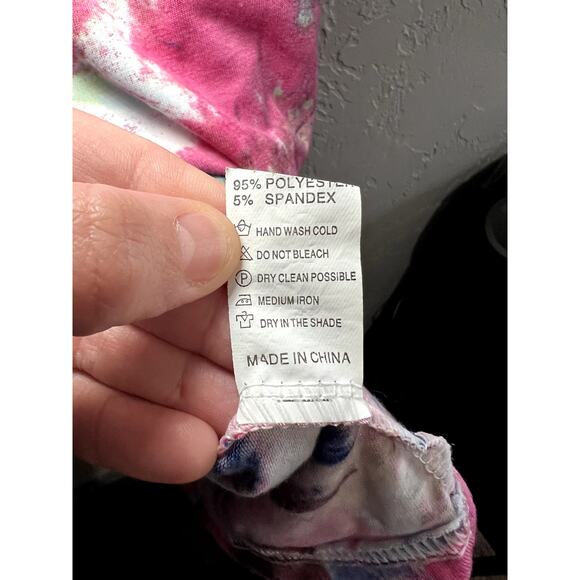 95% POLYESTER
5% SPANDEX
HAND WASH COLD
DO NOT BLEACH
P DRY CLEAN POSSIBLE
MEDIUM IRON
DRY IN THE SHADE
MADE IN CHINA